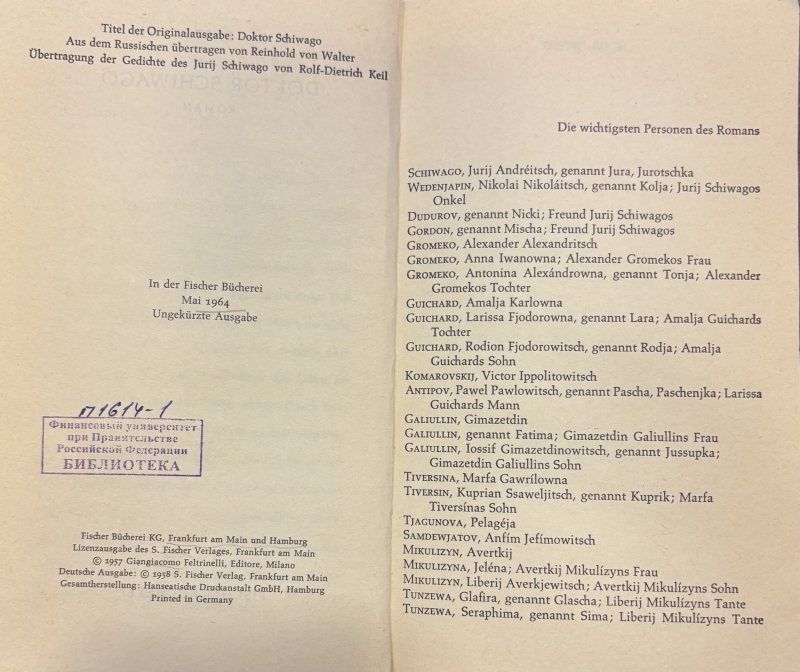 Titel der Originalausgabe: Doktor Schiwago
Aus dem Russischen übertragen von Reinhold von Walter
Übertragung der Gedichte des Jurij Schiwago von Rolf-Dietrich Keil
In der Fischer Bücherei
Mai 1964
Ungekürzte Ausgabe
п1614-1
Финансовый университет
при Правительстве
Российской Федерации
БИБЛИОТЕКА
Fischer Bücherei KG, Frankfurt am Main und Hamburg
Lizenzausgabe des S. Fischer Verlages, Frankfurt am Main
© 1957 Giangiacomo Feltrinelli, Editore, Milano
Deutsche Ausgabe: © 1958 S. Fischer Verlag, Frankfurt am Main
Gesamtherstellung: Hanseatische Druckanstalt GmbH, Hamburg
Printed in Germany
Die wichtigsten Personen des Romans
SCHIWAGO, Jurij Andréitsch, genannt Jura, Jurotschka
WEDENJAPIN, Nikolai Nikoláitsch, genannt Kolja; Jurij Schiwagos
Onkel
DUDUROV, genannt Nicki; Freund Jurij Schiwagos
GORDON, genannt Mischa; Freund Jurij Schiwagos
GROMEKO, Alexander Alexandritsch
GROMEKO, Anna Iwanowna; Alexander Gromekos Frau
GROMEKO, Antonina Alexándrowna, genannt Tonja; Alexander
Gromekos Tochter
GUICHARD, Amalja Karlowna
GUICHARD, Larissa Fjodorowna, genannt Lara; Amalja Guichards
Tochter
GUICHARD, Rodion Fjodorowitsch, genannt Rodja; Amalja
Guichards Sohn
KOMAROVSKIJ, Victor Ippolitowitsch
ANTIPOV, Pawel Pawlowitsch, genannt Pascha, Paschenjka; Larissa
Guichards Mann
GALIULLIN, Gimazetdin
GALIULLIN, genannt Fatima; Gimazetdin Galiullins Frau
GALIULLIN, Iossif Gimazetdinowitsch, genannt Jussupka;
Gimazetdin Galiullins Sohn
TIVERSINA, Marfa Gawrílowna
TIVERSIN, Kuprian Ssaweljitsch, genannt Kuprik; Marfa
Tiversínas Sohn
TJAGUNOVA, Pelagéja
SAMDEWJATOV, Anfím Jefímowitsch
MIKULIZYN, Avertkij
MIKULIZYNA, Jeléna; Avertkij Mikulízyns Frau
MIKULIZYN, Liberij Averkjewitsch; Avertkij Mikulízyns Sohn
TUNZEWA, Glafira, genannt Glascha; Liberij Mikulízyns Tante
TUNZEWA, Seraphima, genannt Sima; Liberij Mikulízyns Tante